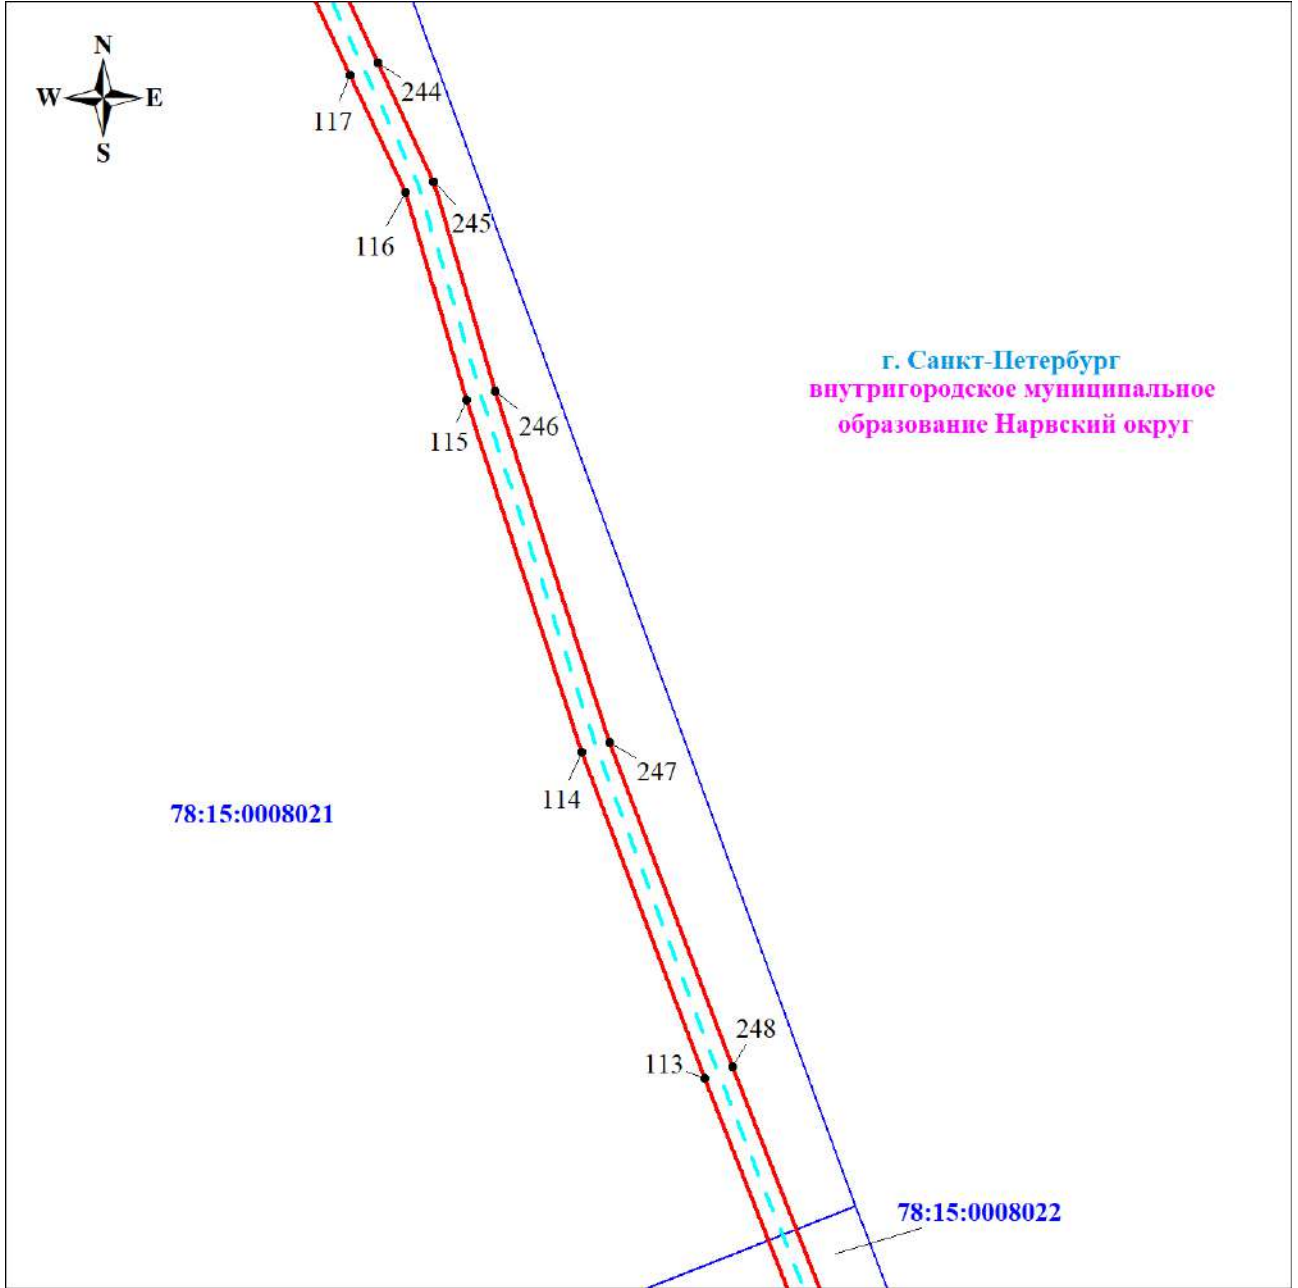 N
W E
S
244
117
245
116
г. Санкт-Петербург
внутригородское муниципальное
образование Нарвский округ
246
115
247
114
78:15:0008021
248
113
78:15:0008022